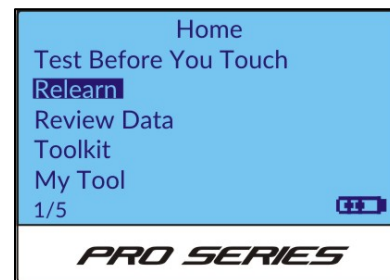 Home
Test Before You Touch
Relearn
Review Data
Toolkit
My Tool
1/5
PRO SERIES